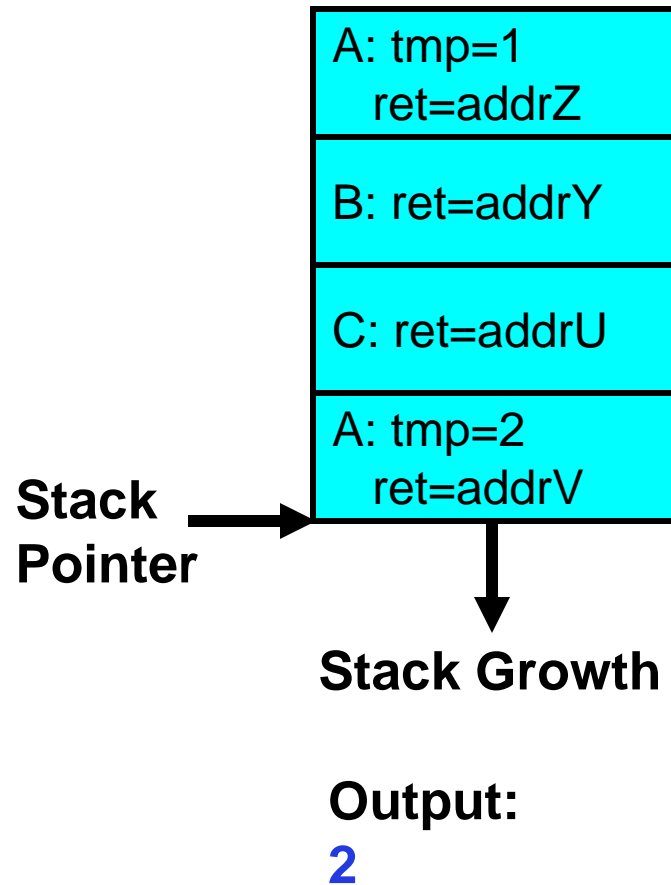 A: tmp=1
ret=addrZ
B: ret=addrY
C: ret=addrU
A: tmp=2
ret=addrV
Stack
Pointer
Stack Growth
Output:
2